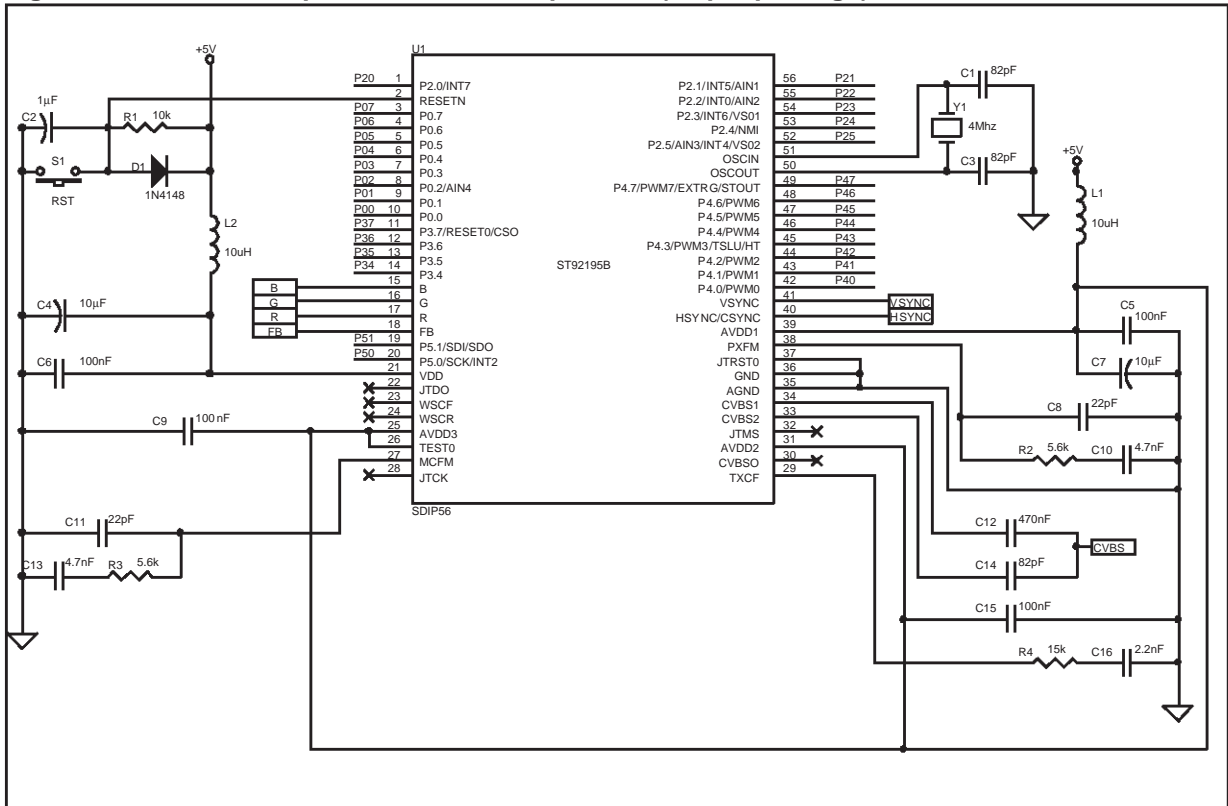 +5V
C2
1µF
R1
10k
S1
RST
D1
1N4148
L2
10uH
C4
10µF
C6
100nF
C9
100 nF
C11
22pF
C13
4.7nF
R3
5.6k
B
G
R
FB
U1
P20 1 P2.0/INT7
2 RESETN
P07 3 P0.7
P06 4 P0.6
P05 5 P0.5
P04 6 P0.4
P03 7 P0.3
P02 8 P0.2/AIN4
P01 9 P0.1
P00 10 P0.0
P37 11 P3.7/RESET0/CSO
P36 12 P3.6
P35 13 P3.5
P34 14 P3.4
15 B
16 G
17 R
18 FB
P51 19 P5.1/SDI/SDO
P50 20 P5.0/SCK/INT2
21 VDD
22 JTDO
23 WSCF
24 WSCR
25 AVDD3
26 TEST0
27 MCFM
28 JTCK
ST92195B
SDIP56
P2.1/INT5/AIN1 56 P21
P2.2/INT0/AIN2 55 P22
P2.3/INT6/VS01 54 P23
P2.4/NMI 53 P24
P2.5/AIN3/INT4/VS02 52 P25
OSCIN 51
OSCOUT 50
P4.7/PWM7/EXTRG/STOUT 49 P47
P4.6/PWM6 48 P46
P4.5/PWM5 47 P45
P4.4/PWM4 46 P44
P4.3/PWM3/TSLU/HT 45 P43
P4.2/PWM2 44 P42
P4.1/PWM1 43 P41
P4.0/PWM0 42 P40
VSYNC 41 VSYNC
HSYNC/CSYNC 40 HSYNC
AVDD1 39
PXFM 38
JTRST0 37
GND 36
AGND 35
CVBS1 34
CVBS2 33
JTMS 32
AVDD2 31
CVBSO 30
TXCF 29
C1
82pF
Y1
4Mhz
C3
82pF
+5V
L1
10uH
C5
100nF
C7
10µF
C8
22pF
R2
5.6k
C10
4.7nF
C12
470nF
CVBS
C14
82pF
C15
100nF
R4
15k
C16
2.2nF